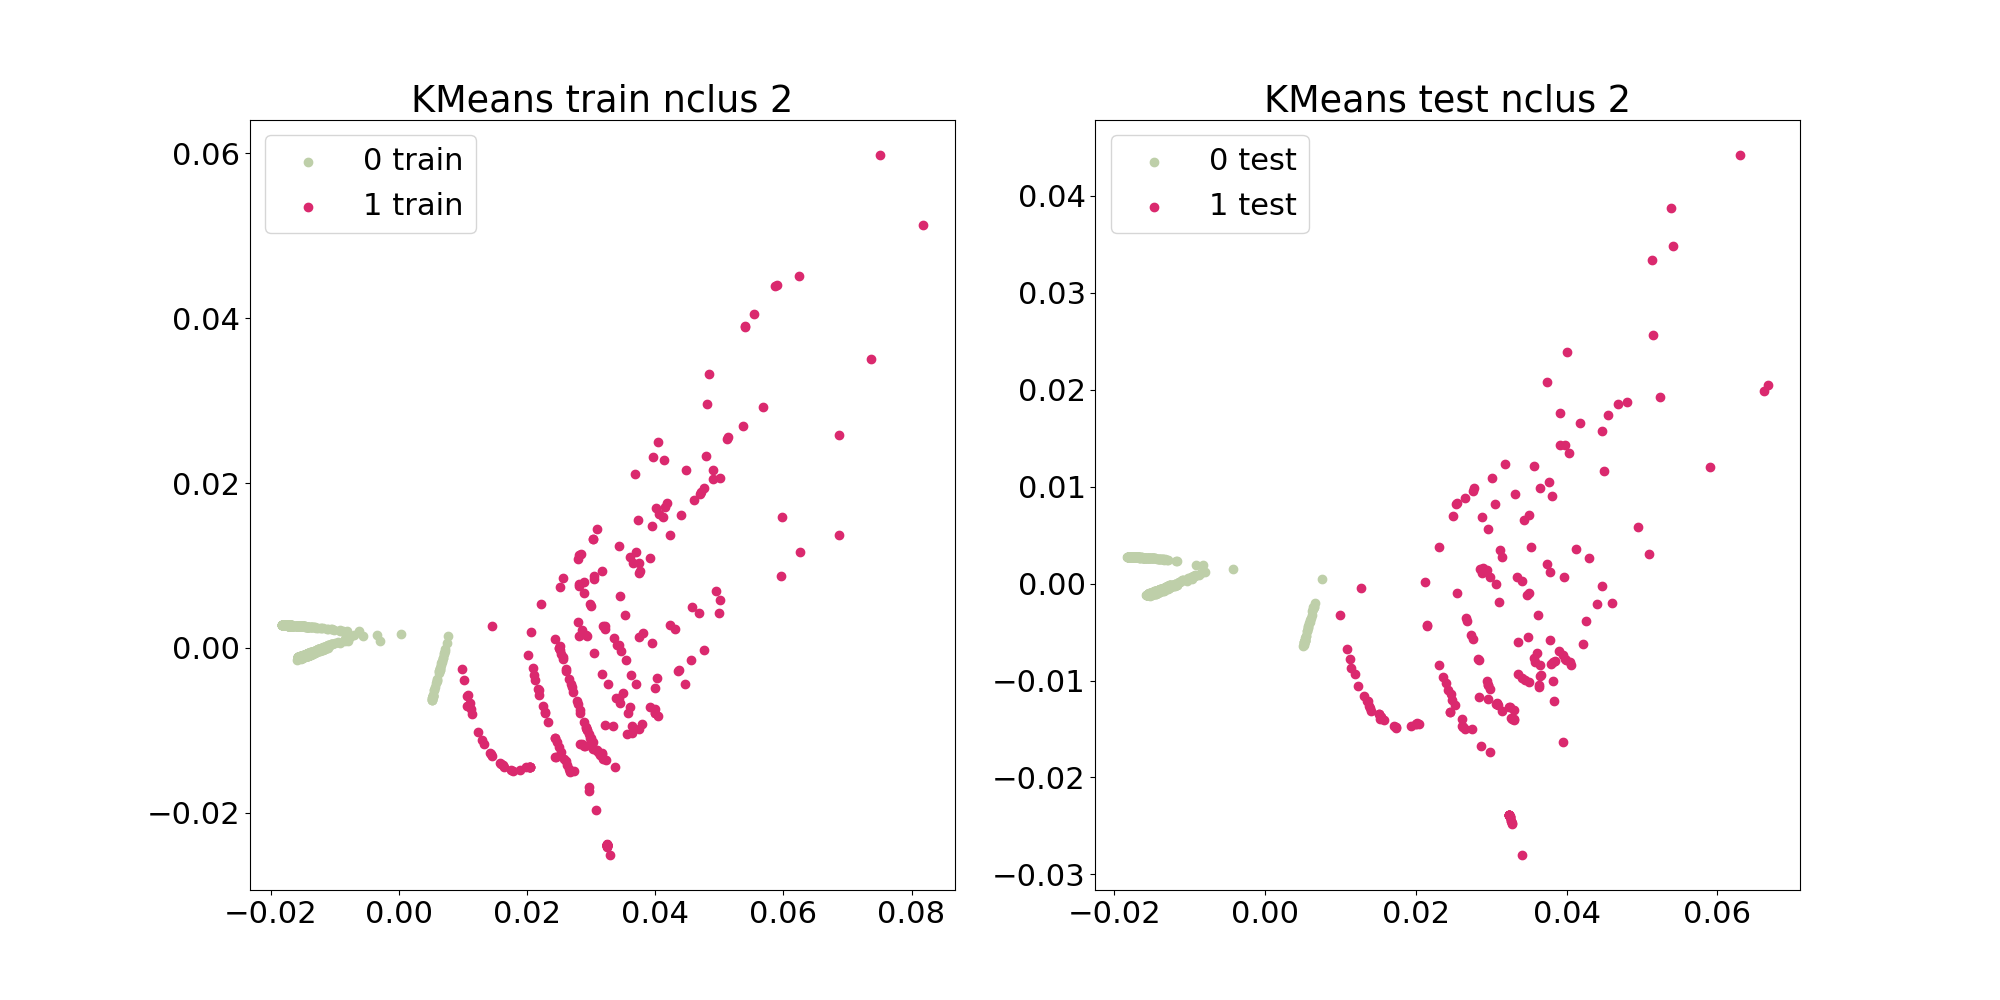 KMeans train nclus 2
0 train
1 train
0.06
0.04
0.02
0.00
−0.02
−0.02 0.00 0.02 0.04 0.06 0.08
KMeans test nclus 2
0 test
1 test
0.04
0.03
0.02
0.01
0.00
−0.01
−0.02
−0.03
−0.02 0.00 0.02 0.04 0.06